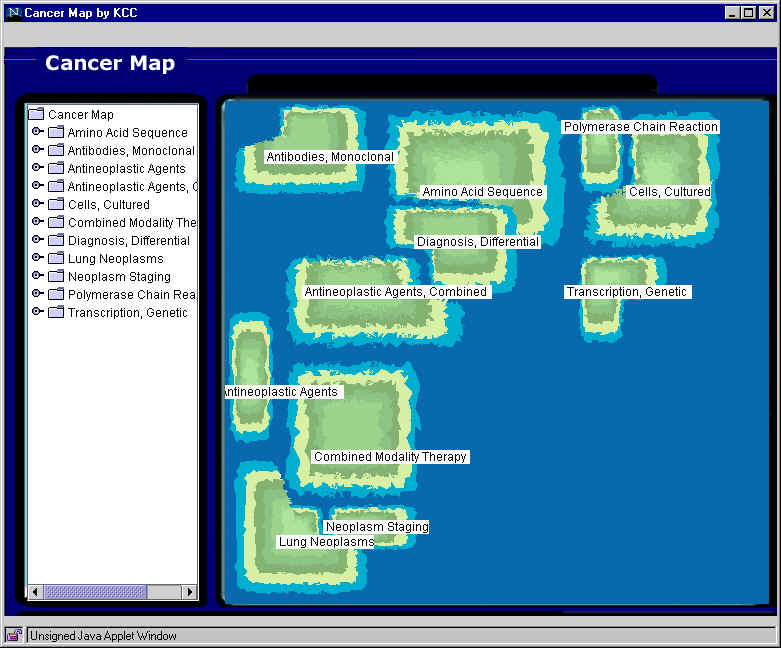 Cancer Map by KCC
Cancer Map
Cancer Map
Amino Acid Sequence
Antibodies, Monoclonal
Antineoplastic Agents
Antineoplastic Agents, C
Cells, Cultured
Combined Modality The
Diagnosis, Differential
Lung Neoplasms
Neoplasm Staging
Polymerase Chain Rea
Transcription, Genetic
Polymerase Chain Reaction
Antibodies, Monoclonal
Amino Acid Sequence
Cells, Cultured
Diagnosis, Differential
Antineoplastic Agents, Combined
Transcription, Genetic
Antineoplastic Agents
Combined Modality Therapy
Neoplasm Staging
Lung Neoplasms
Unsigned Java Applet Window